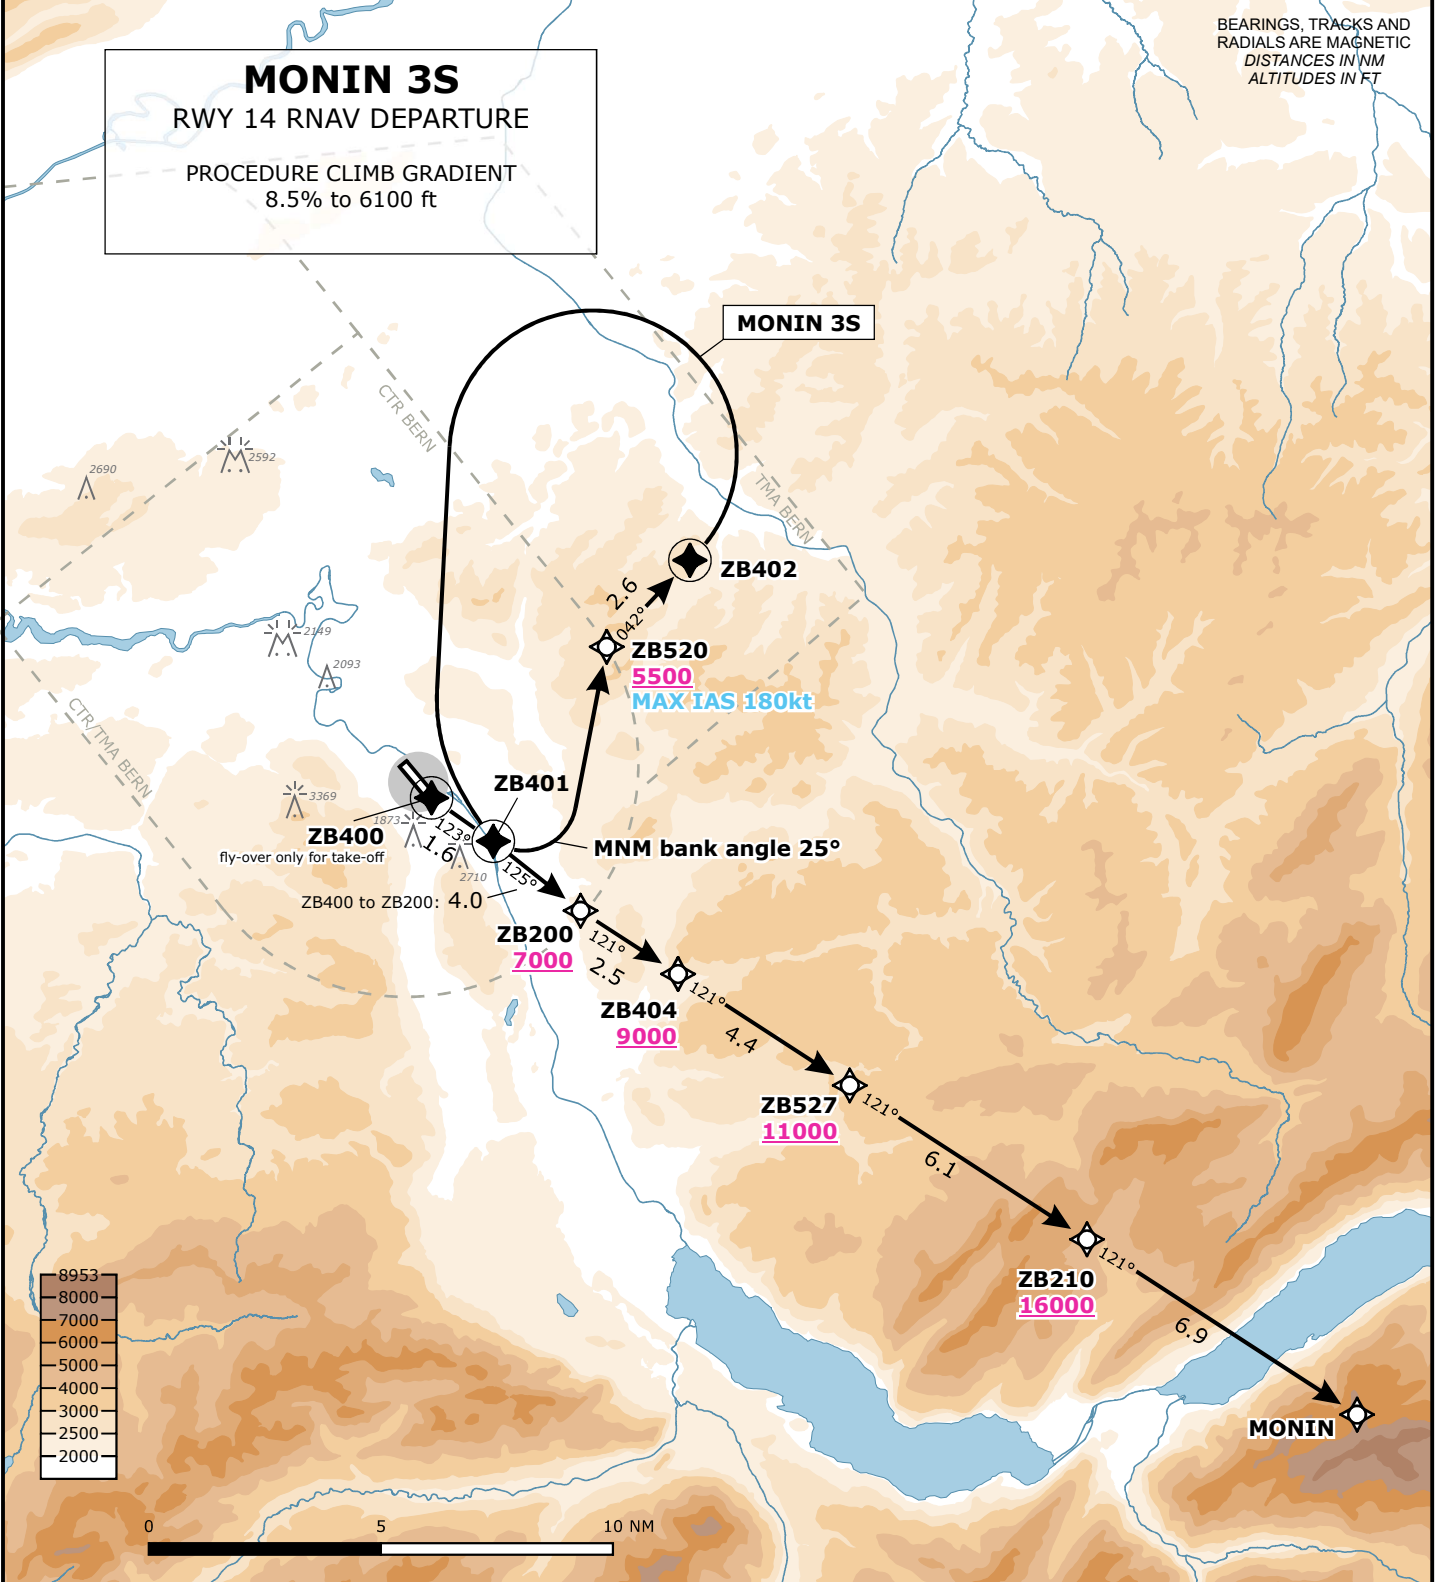 BEARINGS, TRACKS AND
RADIALS ARE MAGNETIC
DISTANCES IN NM
ALTITUDES IN FT
MONIN 3S
RWY 14 RNAV DEPARTURE
PROCEDURE CLIMB GRADIENT
8.5% to 6100 ft
MONIN 3S
CTR BERN
2690
2592
TMA BERN
ZB402
2.6
042°
2149
2093
ZB520
5500
MAX IAS 180kt
CTR/TMA BERN
ZB401
3369
1873
ZB400
fly-over only for take-off
123°
1.6
MNM bank angle 25°
2710
125°
ZB400 to ZB200: 4.0
ZB200
7000
121°
2.5
ZB404
9000
121°
4.4
ZB527
11000
121°
6.1
ZB210
16000
121°
6.9
MONIN
8953
8000
7000
6000
5000
4000
3000
2500
2000
0 5 10 NM